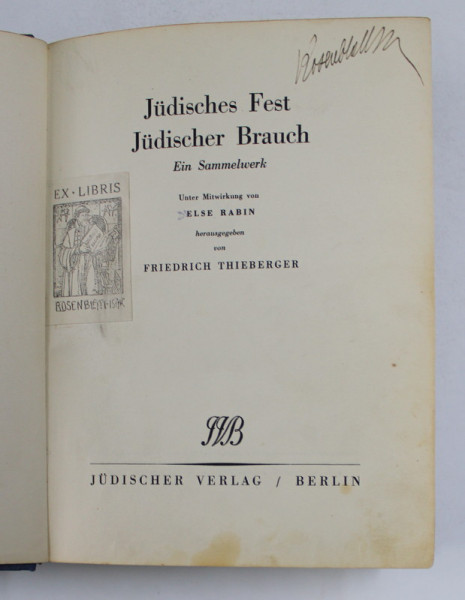 Jüdisches Fest
Jüdischer Brauch
Ein Sammelwerk
Unter Mitwirkung von
ELSE RABIN
herausgegeben
von
FRIEDRICH THIEBERGER
EX · LIBRIS
JVB
JÜDISCHER VERLAG / BERLIN